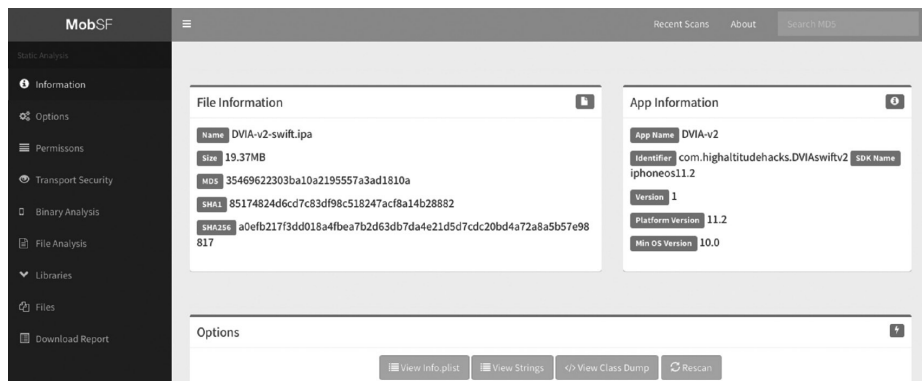 MobSF
Recent Scans About Search MD5
Static Analysis
Information
Options
Permissons
Transport Security
Binary Analysis
File Analysis
Libraries
Files
Download Report
File Information
Name DVIA-v2-swift.ipa
Size 19.37MB
MD5 35469622303ba10a2195557a3ad1810a
SHA1 85174824d6cd7c83df98c518247acf8a14b28882
SHA256 a0efb217f3dd018a4fbea7b2d63db7da4e21d5d7cdc20bd4a72a8a5b57e98
817
App Information
App Name DVIA-v2
Identifier com.highaltitudehacks.DVIAswiftv2 SDK Name
iphoneos11.2
Version 1
Platform Version 11.2
Min OS Version 10.0
Options
View Info.plist View Strings </> View Class Dump Rescan